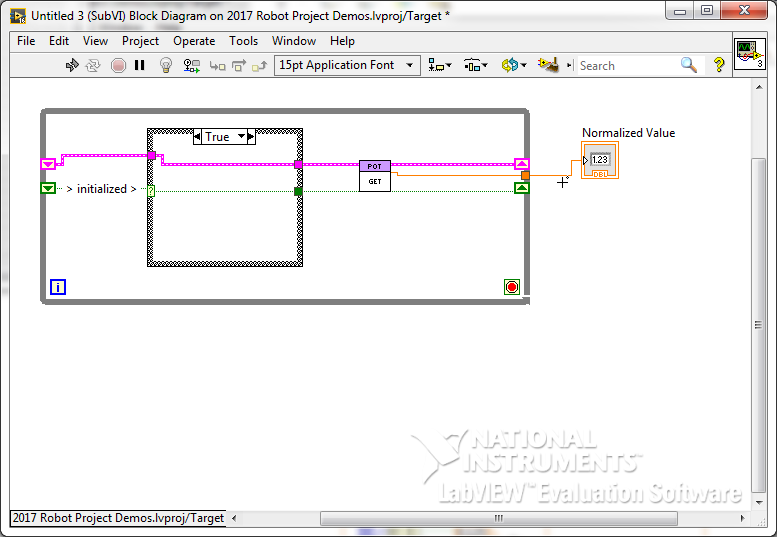 Untitled 3 (SubVI) Block Diagram on 2017 Robot Project Demos.lvproj/Target *
File Edit View Project Operate Tools Window Help
15pt Application Font
Search
?
3
True
Normalized Value
1.23
DBL
POT
GET
> initialized >
?
i
NATIONAL
INSTRUMENTS™
LabVIEW™ Evaluation Software
2017 Robot Project Demos.lvproj/Target